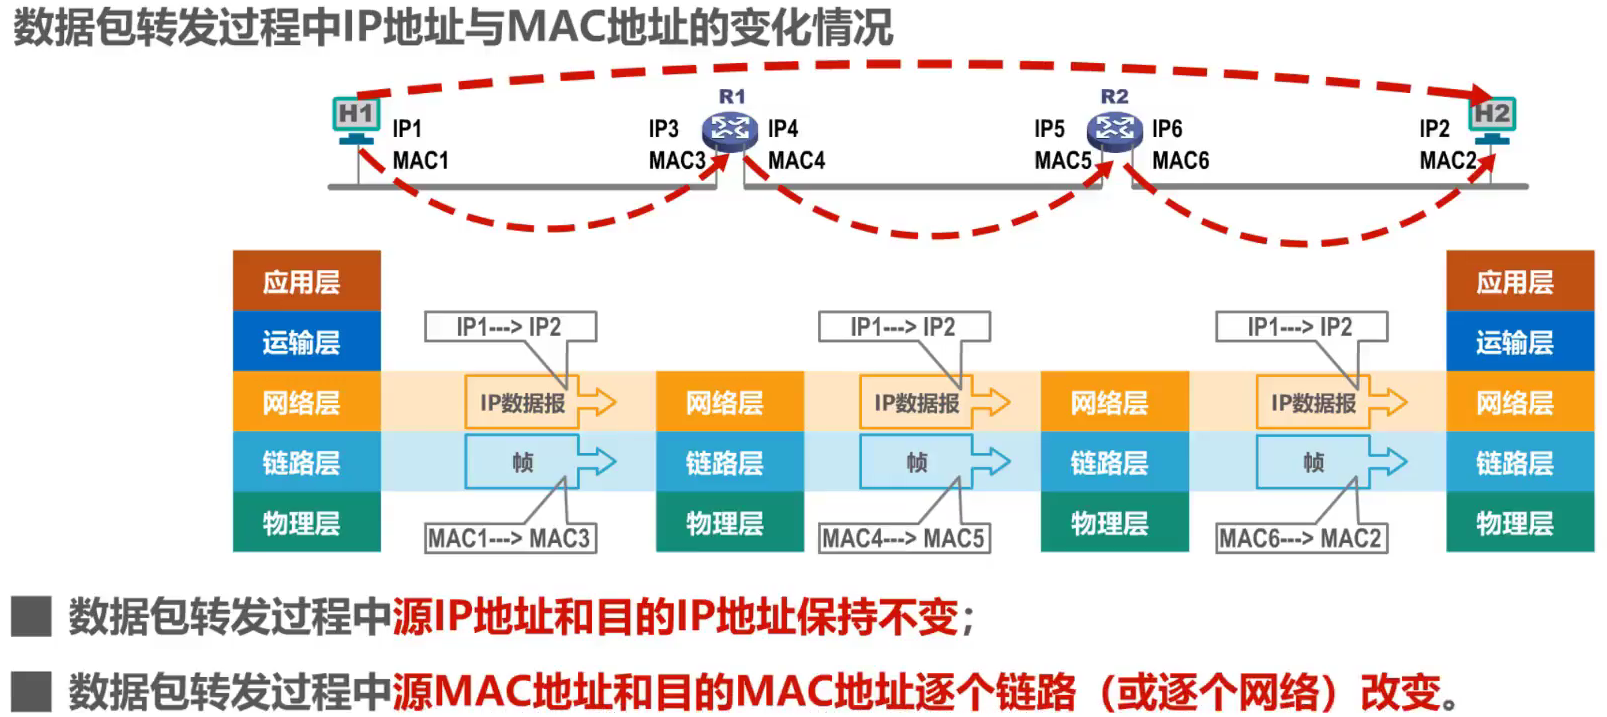 数据包转发过程中IP地址与MAC地址的变化情况
H1
R1
R2
H2
IP1
IP3
IP4
IP5
IP6
IP2
MAC1
MAC3
MAC4
MAC5
MAC6
MAC2
应用层
应用层
运输层
IP1---> IP2
IP1---> IP2
IP1---> IP2
运输层
网络层
IP数据报
网络层
IP数据报
网络层
IP数据报
网络层
链路层
帧
链路层
帧
链路层
帧
链路层
物理层
MAC1---> MAC3
物理层
MAC4---> MAC5
物理层
MAC6---> MAC2
物理层
数据包转发过程中源IP地址和目的IP地址保持不变；
数据包转发过程中源MAC地址和目的MAC地址逐个链路（或逐个网络）改变。